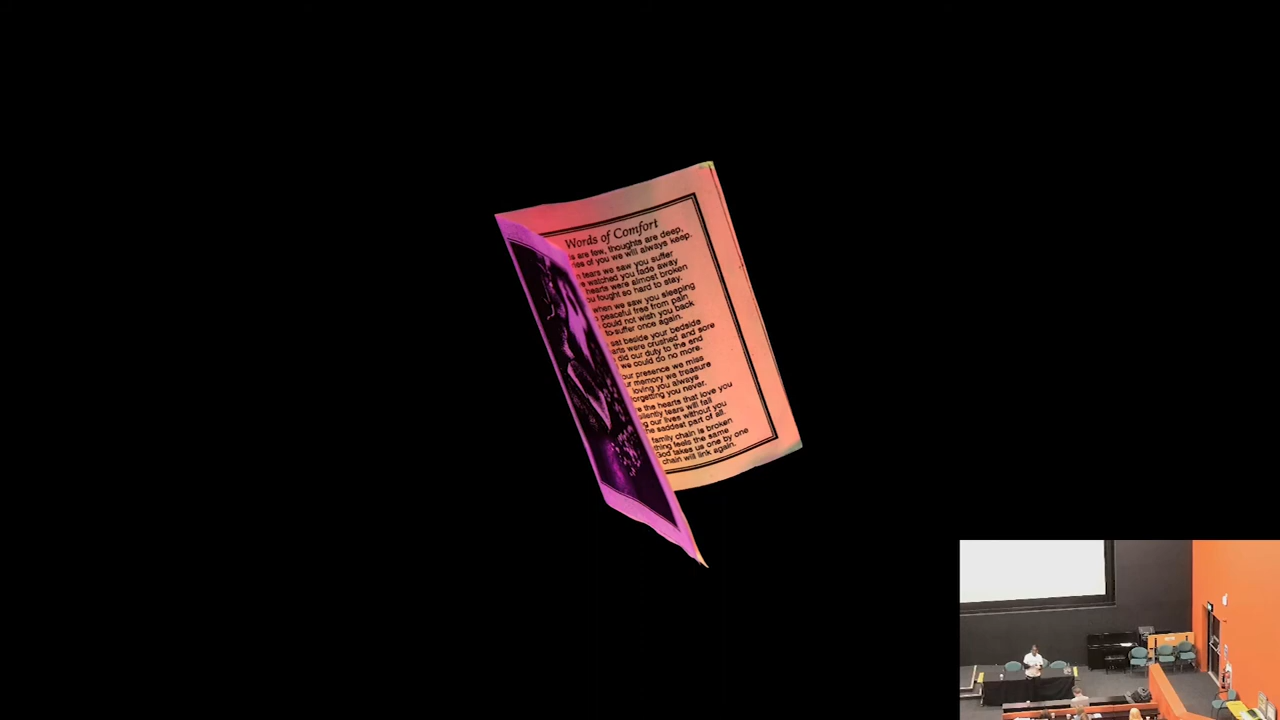 Words of Comfort
are few, thoughts are deep,
of you we will always keep.
tears we saw you suffer
watched you fade away
hearts were almost broken
fought so hard to stay.
when we saw you sleeping
peaceful free from pain
could not wish you back
to suffer once again.
sat beside your bedside
were crushed and sore
did our duty to the end
we could do no more.
presence we miss
memory we treasure
loving you always
you never.
the hearts that love you
tears will fall
our lives without you
saddest part of all.
family chain is broken
feels the same
God takes us one by one
chain will link again.